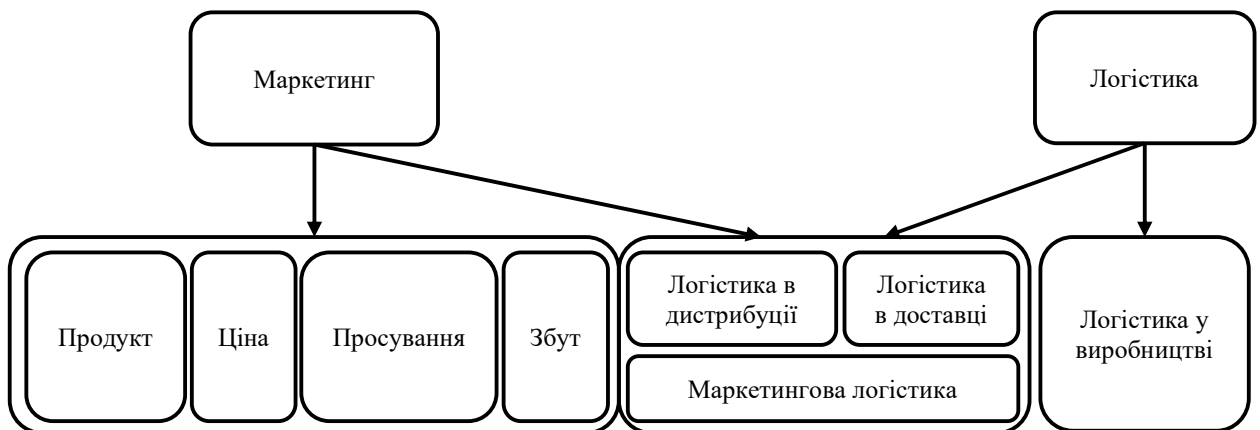 Маркетинг
Логістика
Продукт
Ціна
Просування
Збут
Логістика в
дистрибуції
Логістика
в доставці
Маркетингова логістика
Логістика у
виробництві